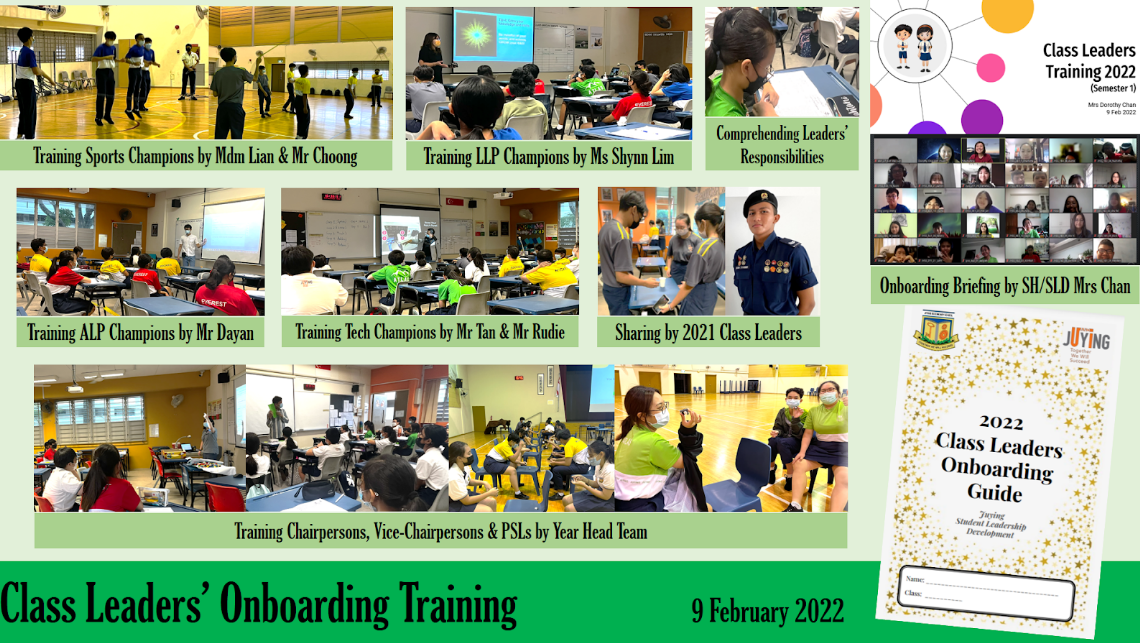 Training Sports Champions by Mdm Lian & Mr Choong
Training LLP Champions by Ms Shynn Lim
Comprehending Leaders'
Responsibilities
Class Leaders
Training 2022
(Semester 1)
Mrs Dorothy Chan
9 Feb 2022
Onboarding Briefing by SH/SLD Mrs Chan
EVEREST
EVEREST
Training ALP Champions by Mr Dayan
Training Tech Champions by Mr Tan & Mr Rudie
Sharing by 2021 Class Leaders
Training Chairpersons, Vice-Chairpersons & PSLs by Year Head Team
JUYING
Together
We Will
Succeed
2022
Class Leaders
Onboarding
Guide
Juying
Student Leadership
Development
Name:
Class:
Class Leaders' Onboarding Training
9 February 2022